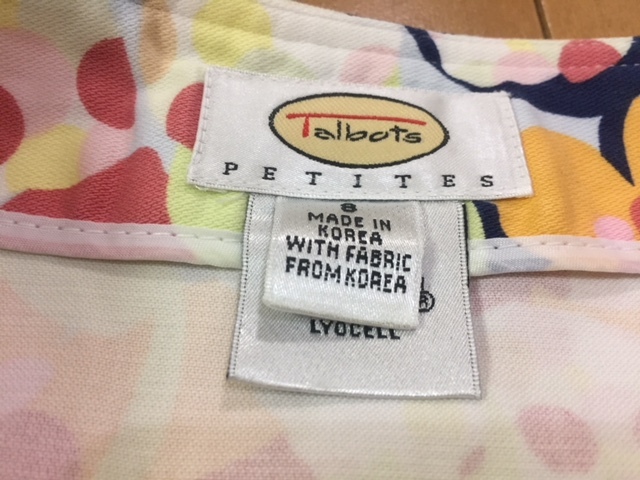 Talbots
PETITES
8
MADE IN
KOREA
WITH FABRIC
FROM KOREA
®
LYOCELL